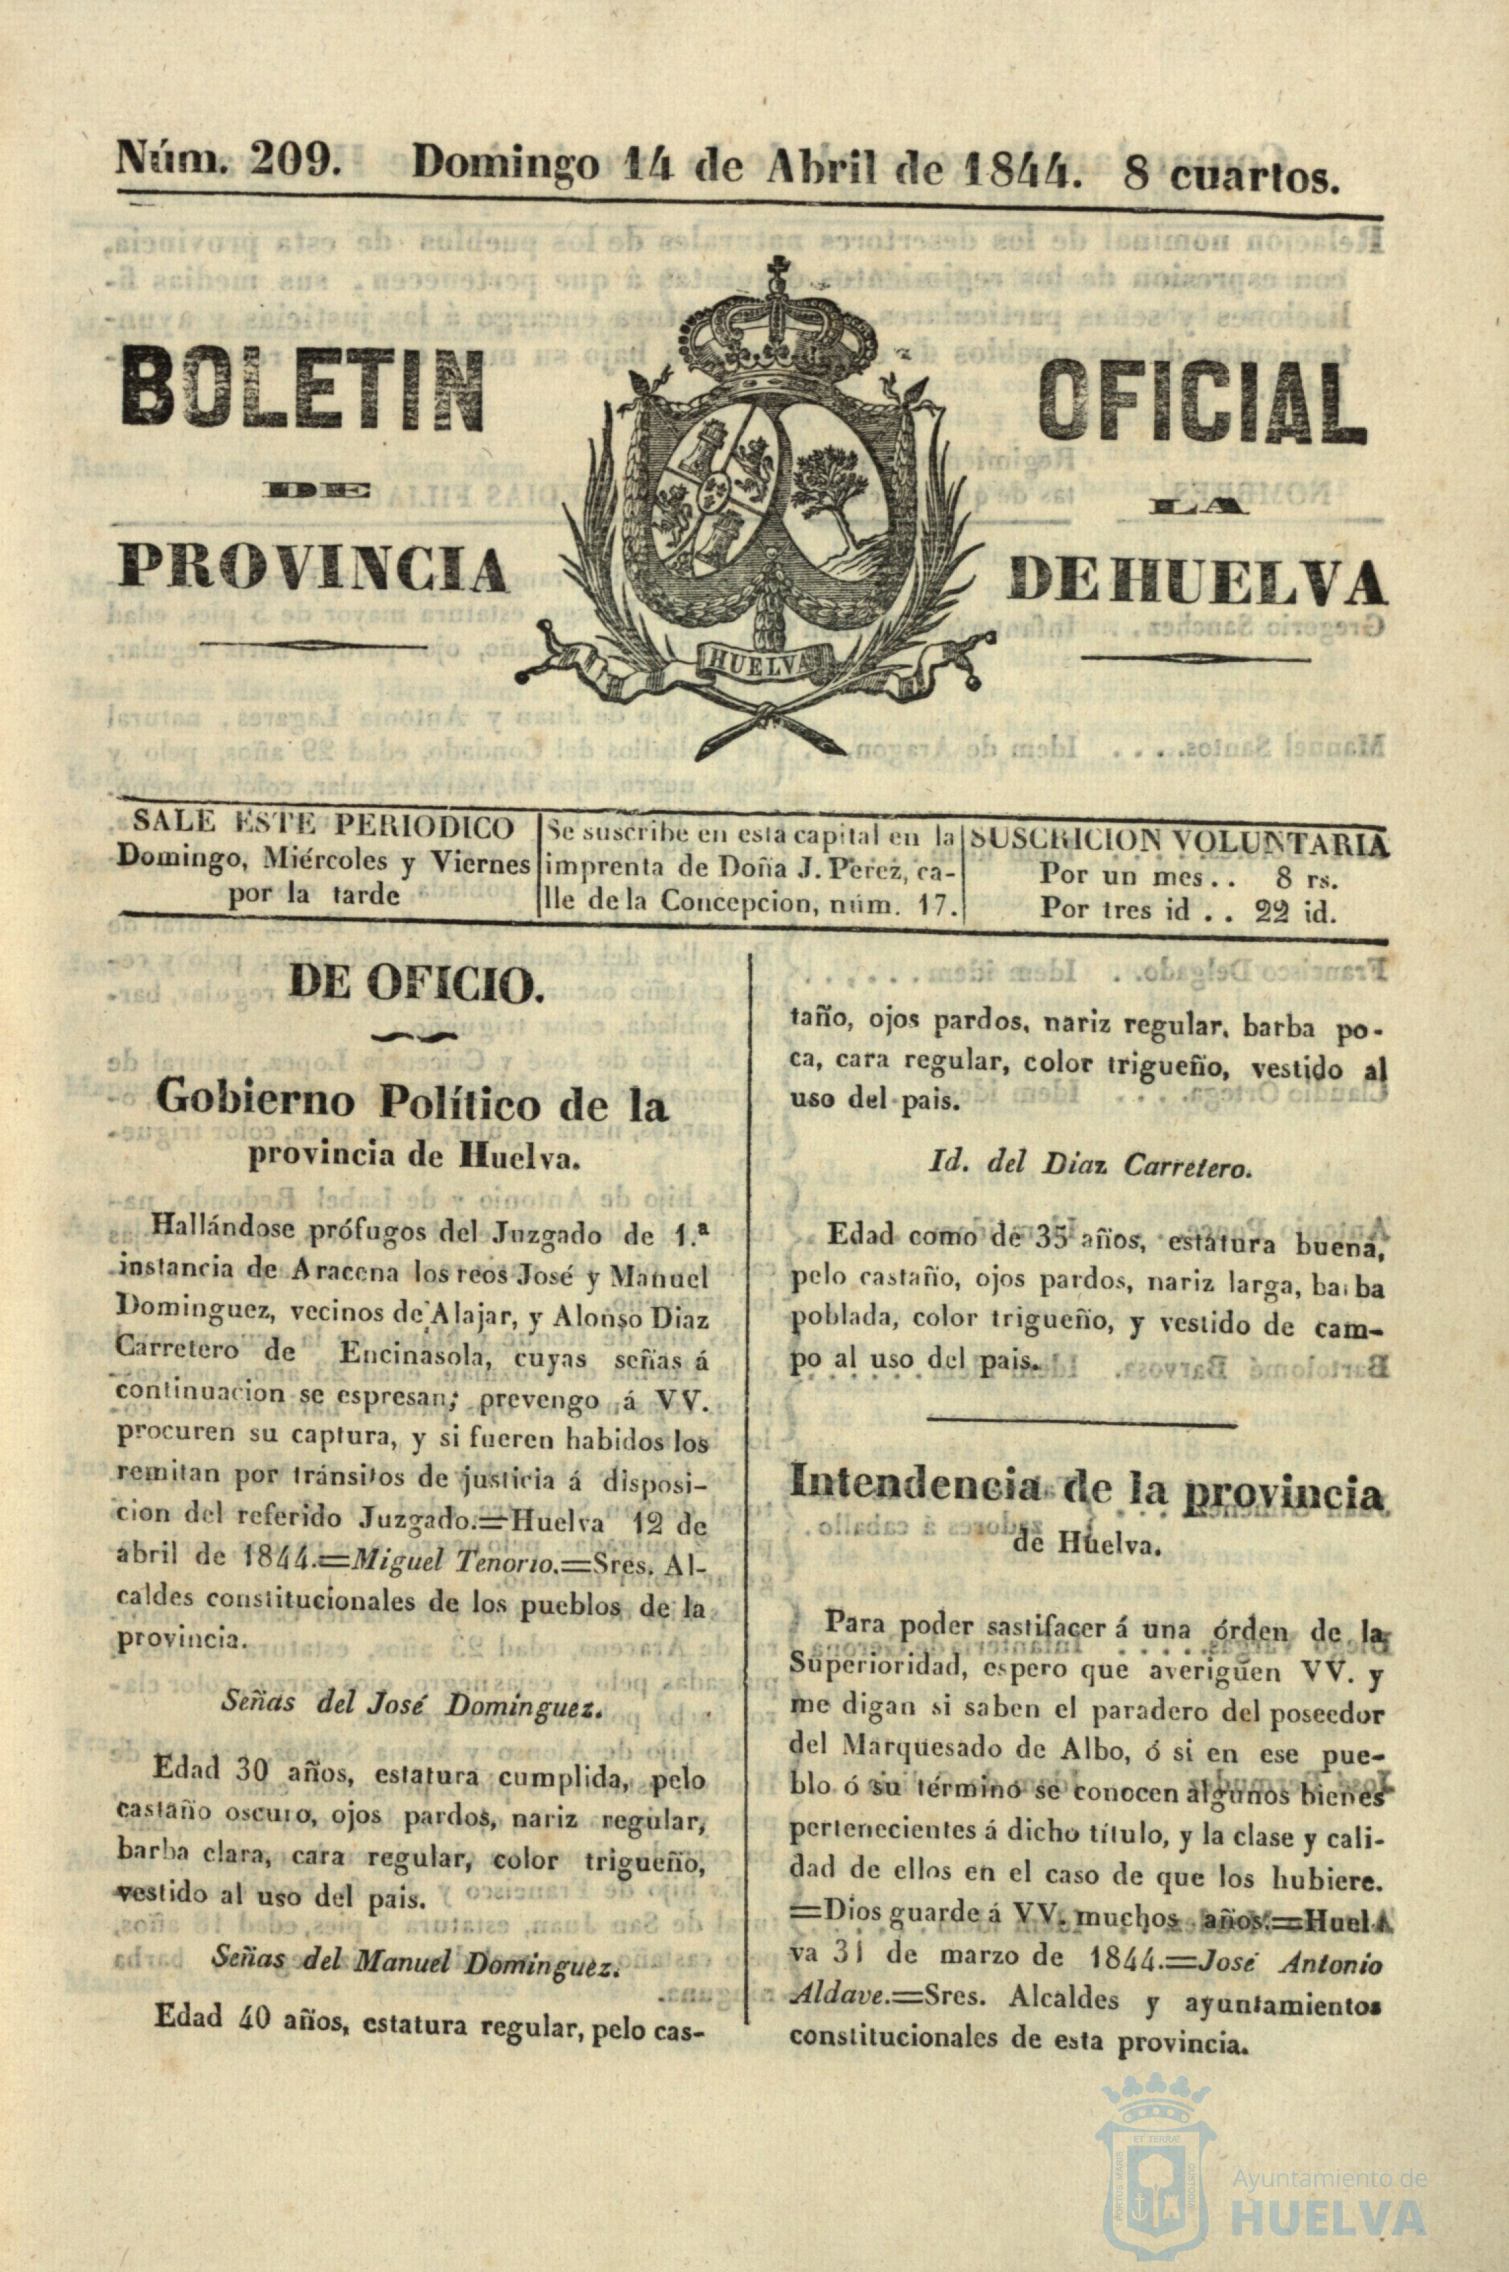 Núm. 209. Domingo 14 de Abril de 1844. 8 cuartos.
BOLETIN OFICIAL
DE LA
PROVINCIA DE HUELVA
HUELVA
SALE ESTE PERIODICO
Domingo, Miércoles y Viernes
por la tarde
Se suscribe en esta capital en la
imprenta de Doña J. Perez, ca-
lle de la Concepcion, núm. 17.
SUSCRICION VOLUNTARIA
Por un mes . . 8 rs.
Por tres id . . 22 id.
DE OFICIO.
Gobierno Político de la
provincia de Huelva.
Hallándose prófugos del Juzgado de 1.ª
instancia de Aracena los reos José y Manuel
Dominguez, vecinos de Alajar, y Alonso Diaz
Carretero de Encinasola, cuyas señas á
continuacion se espresan; prevengo á VV.
procuren su captura, y si fueren habidos los
remitan por tránsitos de justicia á disposi-
cion del referido Juzgado.=Huelva 12 de
abril de 1844.=Miguel Tenorio.=Sres. Al-
caldes constitucionales de los pueblos de la
provincia.
Señas del José Domínguez.
Edad 30 años, estatura cumplida, pelo
castaño oscuro, ojos pardos, nariz regular,
barba clara, cara regular, color trigueño,
vestido al uso del pais.
Señas del Manuel Dominguez.
Edad 40 años, estatura regular, pelo cas-
taño, ojos pardos, nariz regular, barba po-
ca, cara regular, color trigueño, vestido al
uso del pais.
Id. del Diaz Carretero.
Edad como de 35 años, estatura buena,
pelo castaño, ojos pardos, nariz larga, barba
poblada, color trigueño, y vestido de cam-
po al uso del pais.
Intendencia de la provincia
de Huelva.
Para poder sastifacer á una órden de la
Superioridad, espero que averigüen VV. y
me digan si saben el paradero del poseedor
del Marquesado de Albo, ó si en ese pue-
blo ó su término se conocen algunos bienes
pertenecientes á dicho título, y la clase y cali-
dad de ellos en el caso de que los hubiere.
=Dios guarde á VV. muchos años.=Huel
va 31 de marzo de 1844.=José Antonio
Aldave.=Sres. Alcaldes y ayuntamientos
constitucionales de esta provincia.
PORTUS MARIS
ET TERRÆ
CUSTODIA
Ayuntamiento de
HUELVA